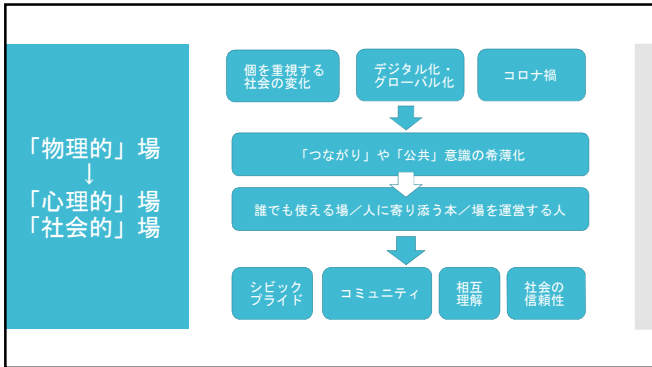 「物理的」場
↓
「心理的」場
「社会的」場
個を重視する
社会の変化
デジタル化・
グローバル化
コロナ禍
「つながり」や「公共」意識の希薄化
誰でも使える場／人に寄り添う本／場を運営する人
シビック
プライド
コミュニティ
相互
理解
社会の
信頼性